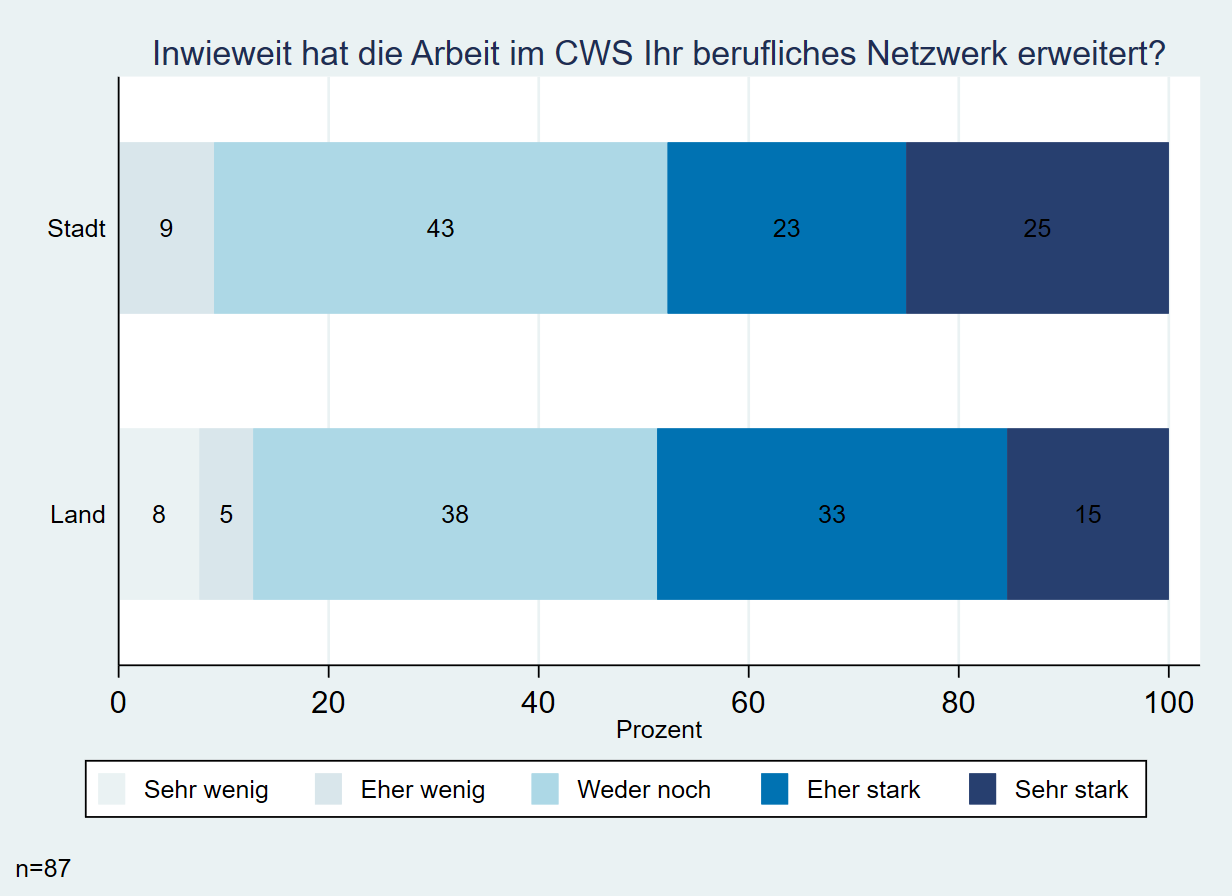 Inwieweit hat die Arbeit im CWS Ihr berufliches Netzwerk erweitert?
Stadt 9 43 23 25
Land 8 5 38 33 15
0 20 40 60 80 100
Prozent
Sehr wenig Eher wenig Weder noch Eher stark Sehr stark
n=87